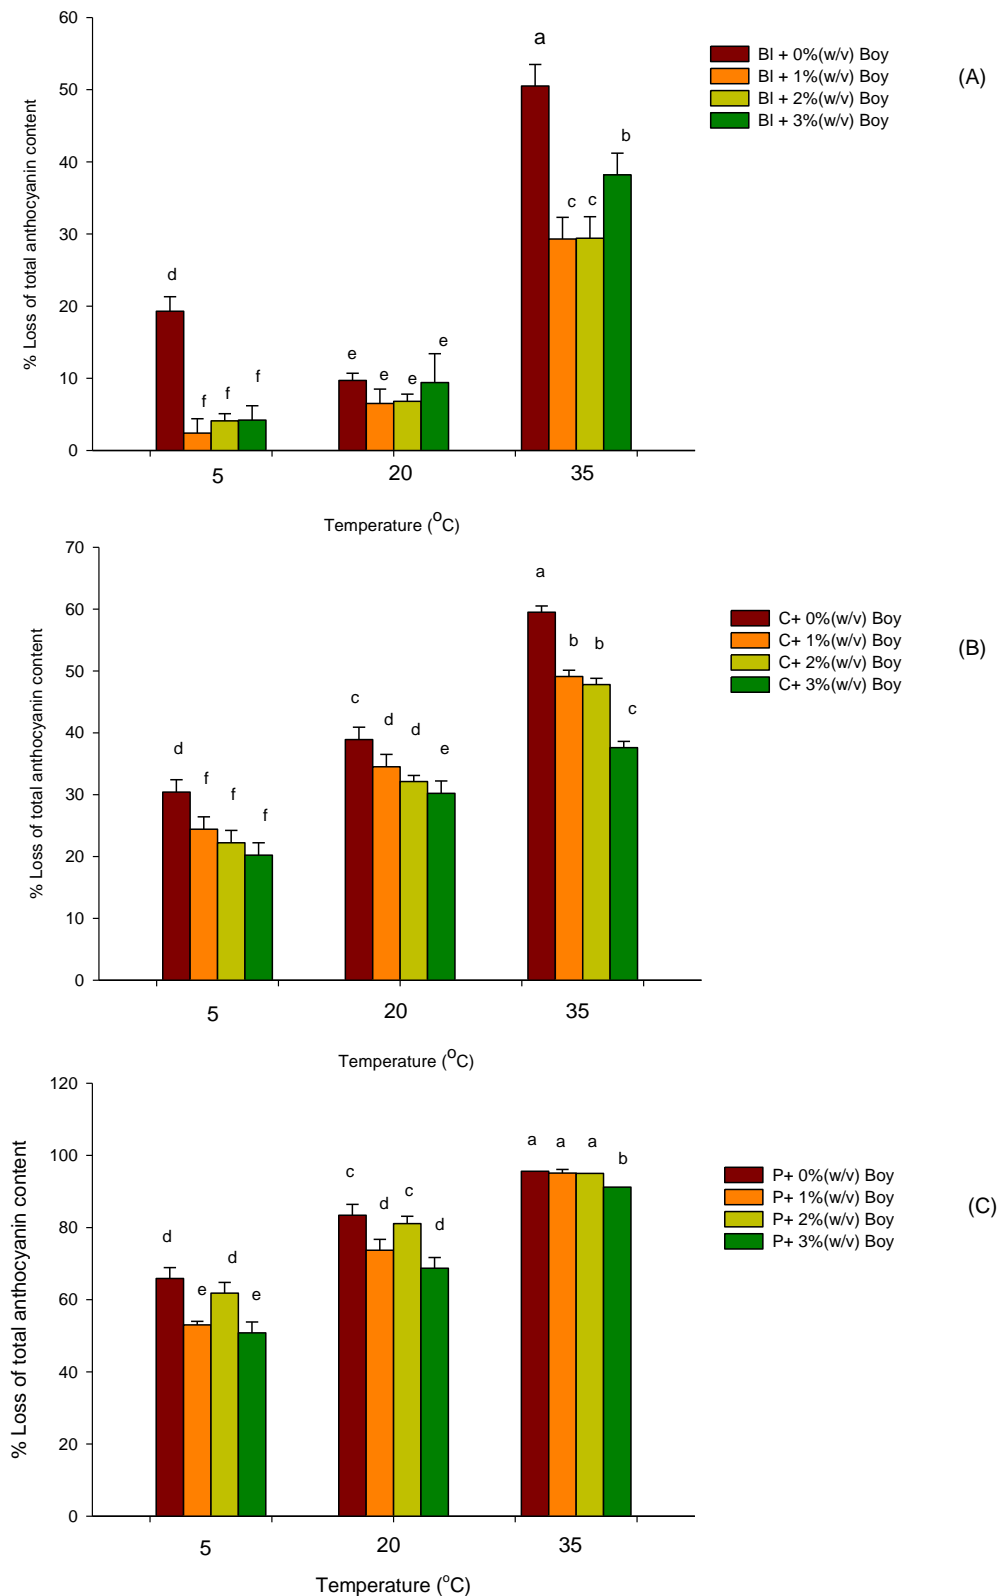 60
50
40
30
20
10
0
% Loss of total anthocyanin content
a
b
c c
d
f f f
e e e e
5 20 35
Temperature (oC)
Bl + 0%(w/v) Boy
Bl + 1%(w/v) Boy
Bl + 2%(w/v) Boy
Bl + 3%(w/v) Boy
(A)
70
60
50
40
30
20
10
0
% Loss of total anthocyanin content
a
b b
c
c d d e
d f f f
5 20 35
Temperature (oC)
C+ 0%(w/v) Boy
C+ 1%(w/v) Boy
C+ 2%(w/v) Boy
C+ 3%(w/v) Boy
(B)
120
100
80
60
40
20
0
% Loss of total anthocyanin content
a a a b
c d c d
d e d e
5 20 35
Temperature (oC)
P+ 0%(w/v) Boy
P+ 1%(w/v) Boy
P+ 2%(w/v) Boy
P+ 3%(w/v) Boy
(C)